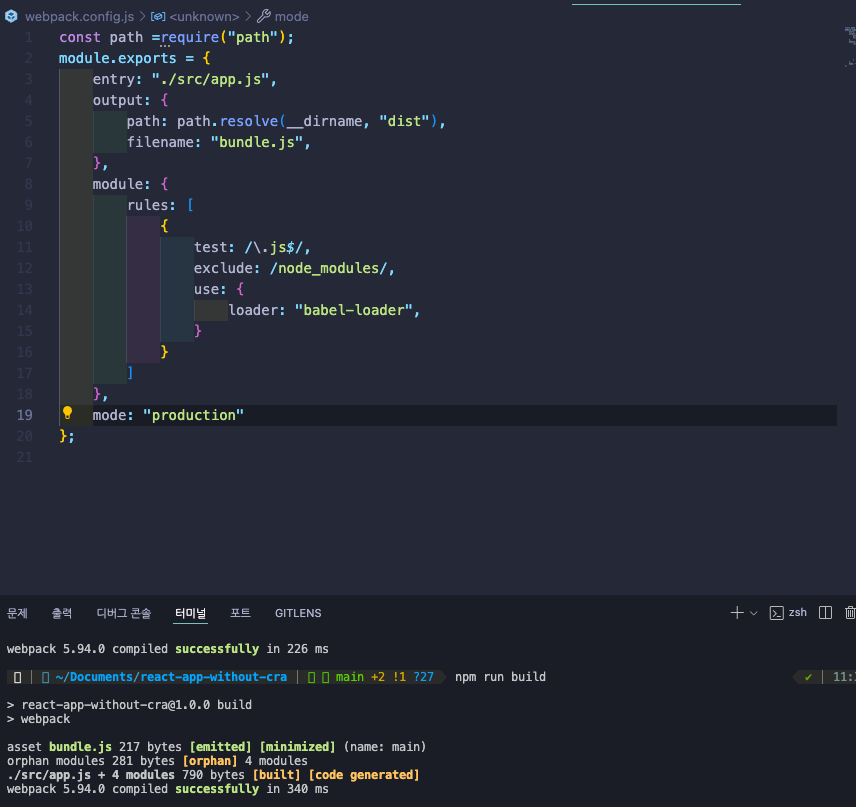 webpack.config.js > <unknown> > mode
1 const path =require("path");
2 module.exports = {
3 entry: "./src/app.js",
4 output: {
5 path: path.resolve(__dirname, "dist"),
6 filename: "bundle.js",
7 },
8 module: {
9 rules: [
10 {
11 test: /\.js$/,
12 exclude: /node_modules/,
13 use: {
14 loader: "babel-loader",
15 }
16 }
17 ]
18 },
19 mode: "production"
20 };
21
문제 출력 디버그 콘솔 터미널 포트 GITLENS zsh
webpack 5.94.0 compiled successfully in 226 ms
~/Documents/react-app-without-cra main +2 !1 ?27 npm run build ✔
> react-app-without-cra@1.0.0 build
> webpack
asset bundle.js 217 bytes [emitted] [minimized] (name: main)
orphan modules 281 bytes [orphan] 4 modules
./src/app.js + 4 modules 790 bytes [built] [code generated]
webpack 5.94.0 compiled successfully in 340 ms